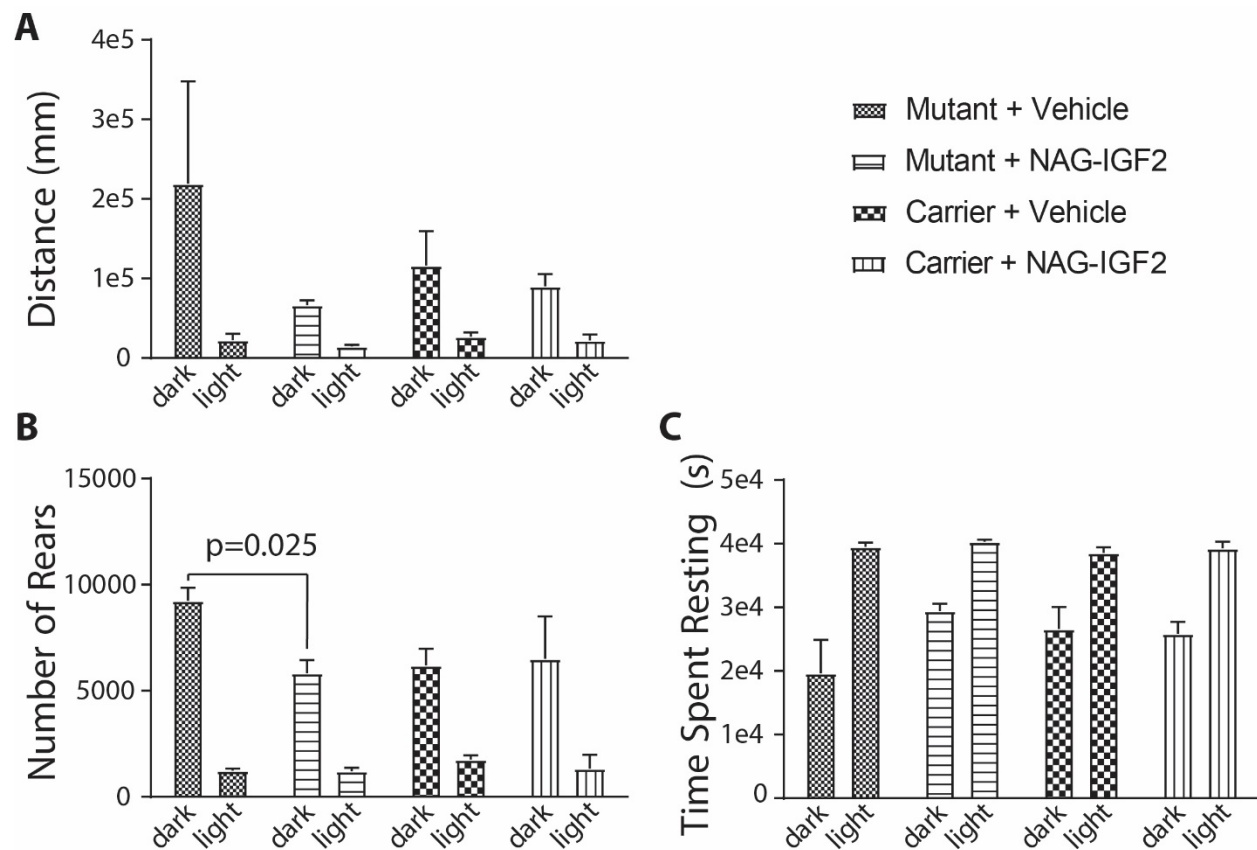 A
Distance (mm)
4e5
3e5
2e5
1e5
0
dark light dark light dark light dark light
Mutant + Vehicle
Mutant + NAG-IGF2
Carrier + Vehicle
Carrier + NAG-IGF2
B
Number of Rears
15000
10000
5000
0
p=0.025
dark light dark light dark light dark light
C
Time Spent Resting (s)
5e4
4e4
3e4
2e4
1e4
0
dark light dark light dark light dark light